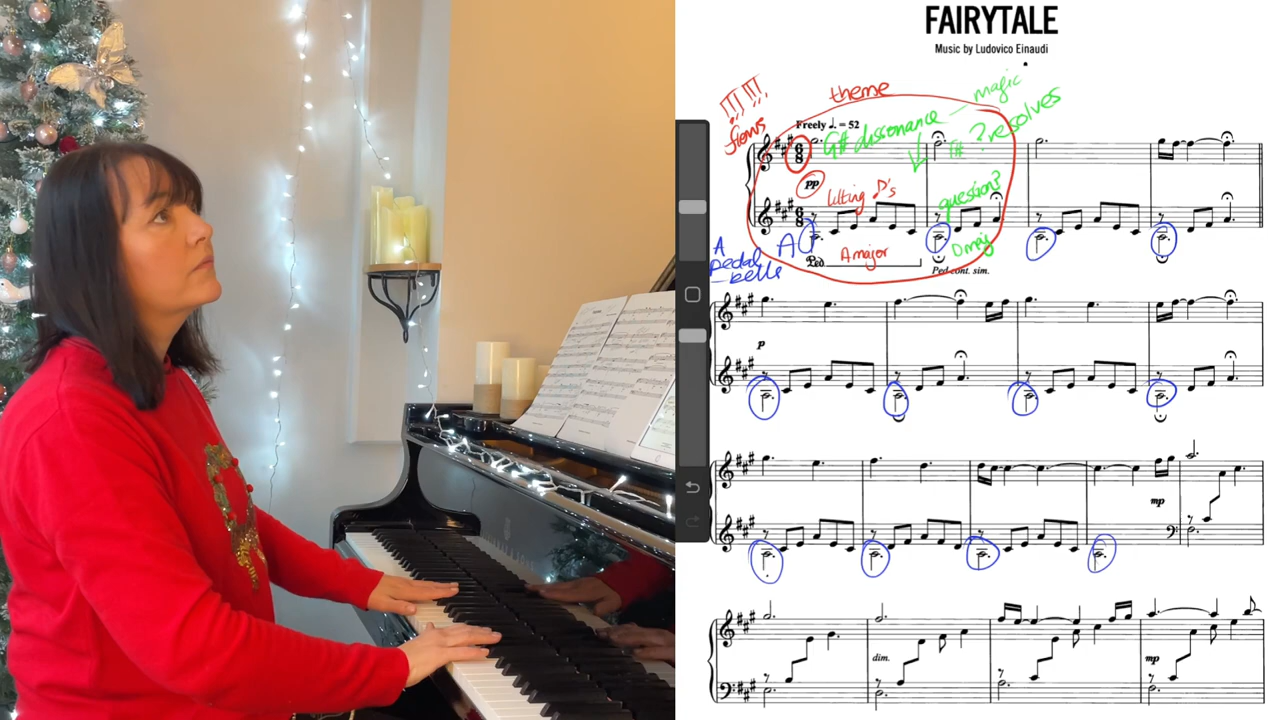 FAIRYTALE
Music by Ludovico Einaudi
magic
theme
flows
Freely ♩. = 52
G# dissonance —
? resolves
pp
lilting ♪'s
question?
A
A
pedal
belle
A major
D maj
Ped.
Ped cont. sim.
p
mp
dim.
mp